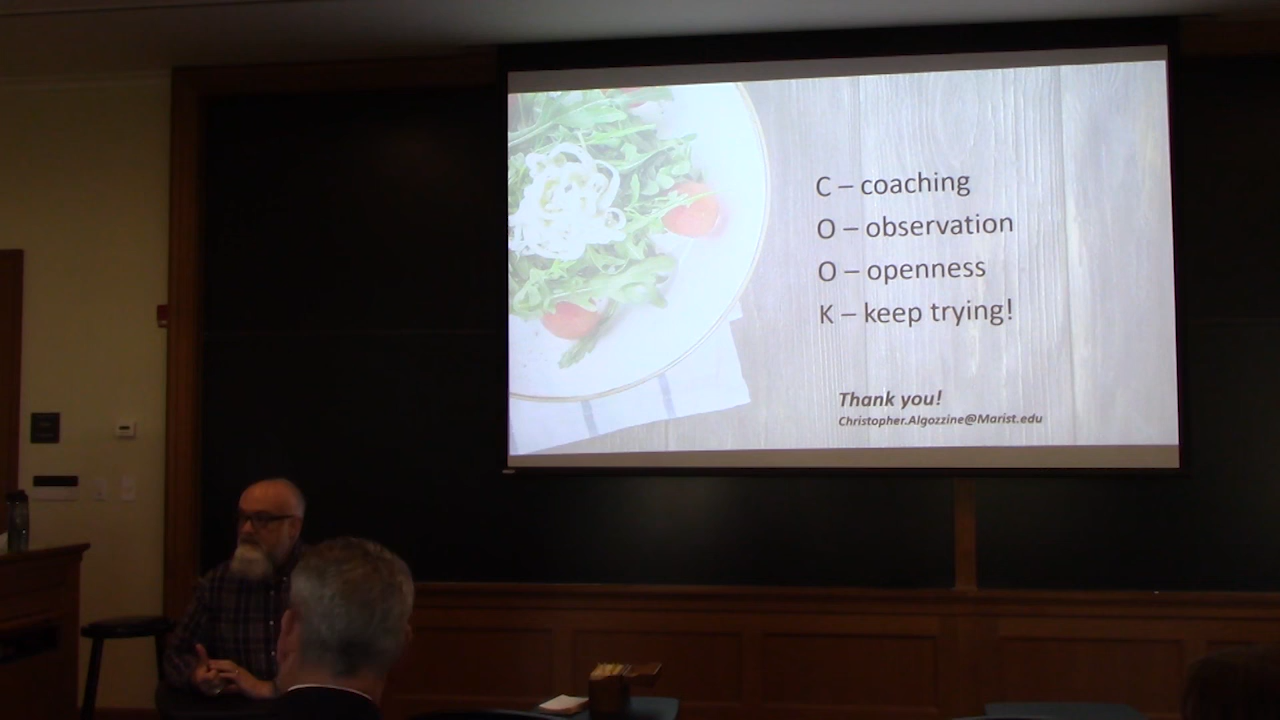 C – coaching
O – observation
O – openness
K – keep trying!
Thank you!
Christopher.Algozzine@Marist.edu